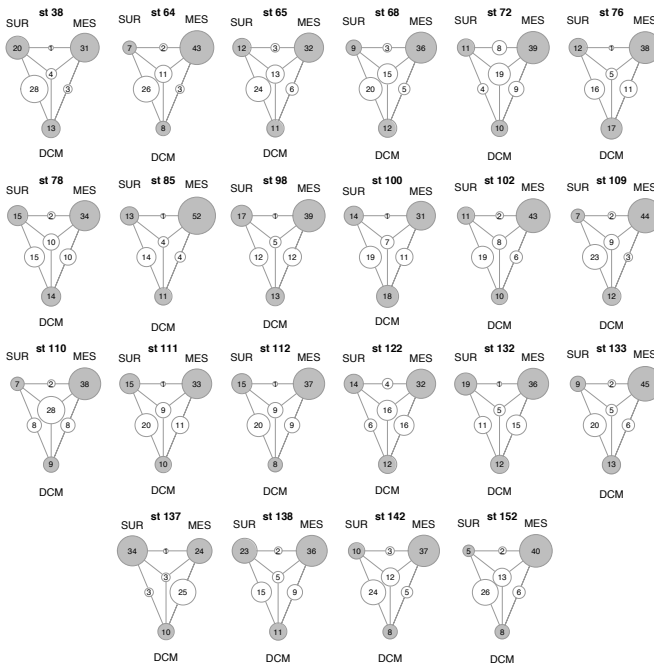 st 38 st 64 st 65 st 68 st 72 st 76
SUR MES SUR MES SUR MES SUR MES SUR MES SUR MES
20 1 31 7 2 43 12 3 32 9 3 36 11 8 39 12 1 38
4 11 13 15 19 5
28 3 26 3 24 6 20 5 4 9 16 11
13 8 11 12 10 17
DCM DCM DCM DCM DCM DCM
st 78 st 85 st 98 st 100 st 102 st 109
SUR MES SUR MES SUR MES SUR MES SUR MES SUR MES
15 2 34 13 1 52 17 1 39 14 1 31 11 2 43 7 2 44
10 4 5 7 8 9
15 10 14 4 12 12 19 11 19 6 23 3
14 11 13 18 10 12
DCM DCM DCM DCM DCM DCM
st 110 st 111 st 112 st 122 st 132 st 133
SUR MES SUR MES SUR MES SUR MES SUR MES SUR MES
7 2 38 15 1 33 15 1 37 14 4 32 19 1 36 9 2 45
28 9 9 16 5 5
8 8 20 11 20 9 6 16 11 15 20 6
9 10 8 12 12 13
DCM DCM DCM DCM DCM DCM
st 137 st 138 st 142 st 152
SUR MES SUR MES SUR MES SUR MES
34 1 24 23 2 36 10 3 37 5 2 40
3 5 12 13
3 25 15 9 24 5 26 6
10 11 8 8
DCM DCM DCM DCM